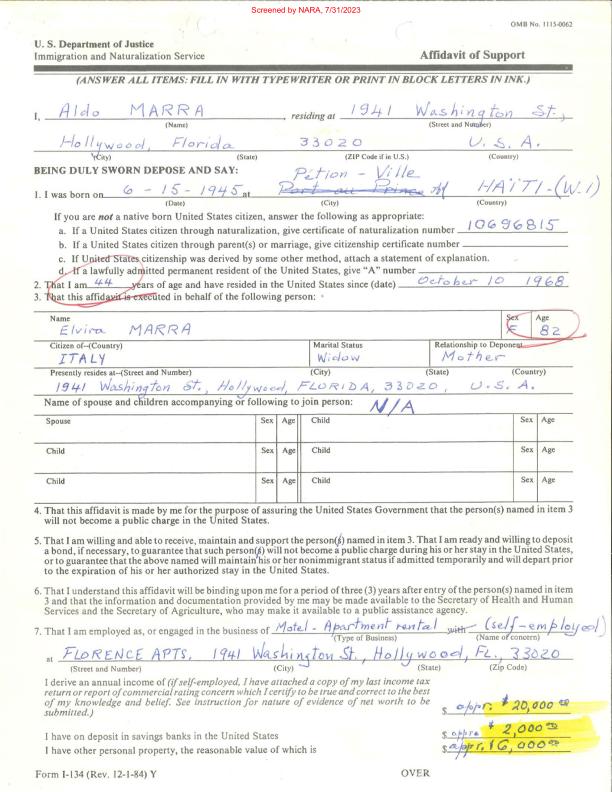 Screened by NARA, 7/31/2023
OMB No. 1115-0062
U. S. Department of Justice
Immigration and Naturalization Service Affidavit of Support
(ANSWER ALL ITEMS: FILL IN WITH TYPEWRITER OR PRINT IN BLOCK LETTERS IN INK.)
I, Aldo MARRA residing at 1941 Washington St.,
(Name) (Street and Number)
Hollywood, Florida 33020 U. S. A.
(City) (State) (ZIP Code if in U.S.) (Country)
BEING DULY SWORN DEPOSE AND SAY: Pétion - Ville
1. I was born on 6 - 15 - 1945 at Port au Prince HAÏTI - (W.I)
(Date) (City) (Country)
If you are not a native born United States citizen, answer the following as appropriate:
a. If a United States citizen through naturalization, give certificate of naturalization number 10696815
b. If a United States citizen through parent(s) or marriage, give citizenship certificate number
c. If United States citizenship was derived by some other method, attach a statement of explanation.
d. If a lawfully admitted permanent resident of the United States, give "A" number
2. That I am 44 years of age and have resided in the United States since (date) October 10 1968
3. That this affidavit is executed in behalf of the following person:
Name Sex Age
Elvira MARRA F 82
Citizen of--(Country) Marital Status Relationship to Deponent
ITALY Widow Mother
Presently resides at--(Street and Number) (City) (State) (Country)
1941 Washington St., Hollywood, FLORIDA, 33020, U. S. A.
Name of spouse and children accompanying or following to join person: N/A
Spouse Sex Age Child Sex Age
Child Sex Age Child Sex Age
Child Sex Age Child Sex Age
4. That this affidavit is made by me for the purpose of assuring the United States Government that the person(s) named in item 3
will not become a public charge in the United States.
5. That I am willing and able to receive, maintain and support the person(s) named in item 3. That I am ready and willing to deposit
a bond, if necessary, to guarantee that such person(s) will not become a public charge during his or her stay in the United States,
or to guarantee that the above named will maintain his or her nonimmigrant status if admitted temporarily and will depart prior
to the expiration of his or her authorized stay in the United States.
6. That I understand this affidavit will be binding upon me for a period of three (3) years after entry of the person(s) named in item
3 and that the information and documentation provided by me may be made available to the Secretary of Health and Human
Services and the Secretary of Agriculture, who may make it available to a public assistance agency.
7. That I am employed as, or engaged in the business of Motel - Apartment rental with (self-employed)
(Type of Business) (Name of concern)
at FLORENCE APTS. 1941 Washington St., Hollywood, FL., 33020
(Street and Number) (City) (State) (Zip Code)
I derive an annual income of (if self-employed, I have attached a copy of my last income tax
return or report of commercial rating concern which I certify to be true and correct to the best
of my knowledge and belief. See instruction for nature of evidence of net worth to be
submitted.) $ appr: $ 20,000 00
I have on deposit in savings banks in the United States $ appr. $ 2,000 00
I have other personal property, the reasonable value of which is $ appr. $ 6,000 00
Form I-134 (Rev. 12-1-84) Y OVER